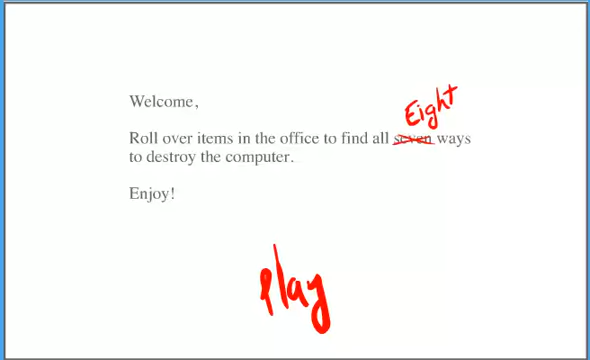 Welcome,
Eight
Roll over items in the office to find all seven ways
to destroy the computer.
Enjoy!
Play